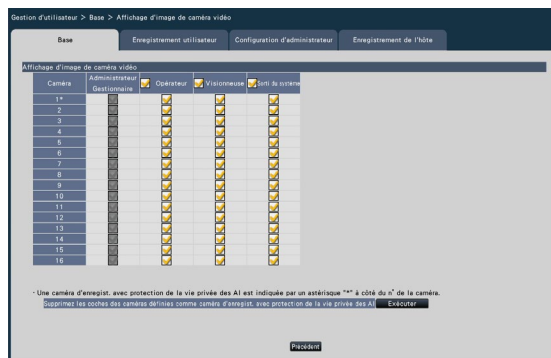 Gestion d'utilisateur > Base > Affichage d'image de caméra vidéo
Base Enregistrement utilisateur Configuration d'administrateur Enregistrement de l'hôte
Affichage d'image de caméra vidéo
Caméra Administrateur Gestionnaire Opérateur Visionneuse Sorti du système
1*
2
3
4
5
6
7
8
9
10
11
12
13
14
15
16
· Une caméra d'enregist. avec protection de la vie privée des AI est indiquée par un astérisque "*" à côté du n° de la caméra.
Supprimez les coches des caméras définies comme caméra d'enregist. avec protection de la vie privée des AI Exécuter
Précédent